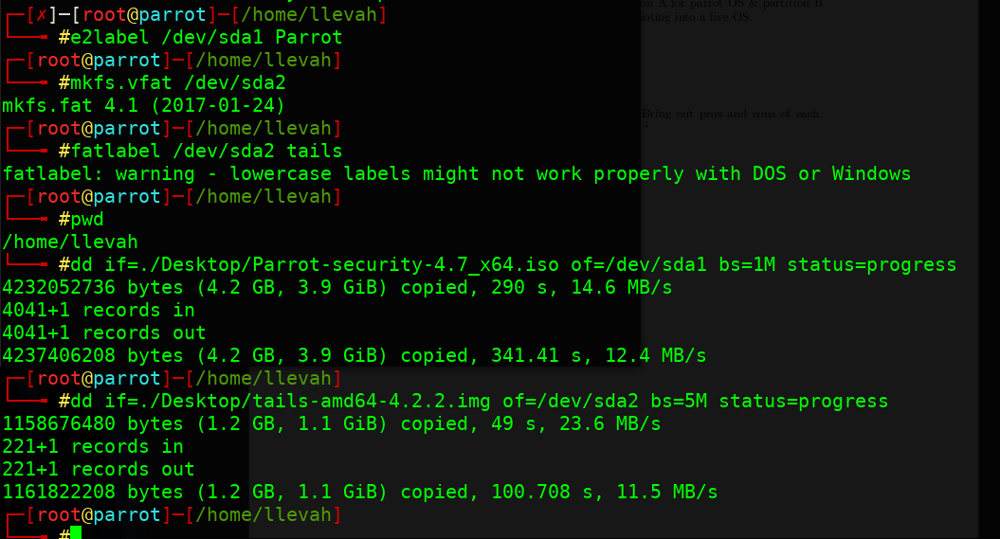 ┌─[✗]─[root@parrot]─[/home/llevah]
└──╼ #e2label /dev/sda1 Parrot
┌─[root@parrot]─[/home/llevah]
└──╼ #mkfs.vfat /dev/sda2
mkfs.fat 4.1 (2017-01-24)
┌─[root@parrot]─[/home/llevah]
└──╼ #fatlabel /dev/sda2 tails
fatlabel: warning - lowercase labels might not work properly with DOS or Windows
┌─[root@parrot]─[/home/llevah]
└──╼ #pwd
/home/llevah
└──╼ #dd if=./Desktop/Parrot-security-4.7_x64.iso of=/dev/sda1 bs=1M status=progress
4232052736 bytes (4.2 GB, 3.9 GiB) copied, 290 s, 14.6 MB/s
4041+1 records in
4041+1 records out
4237406208 bytes (4.2 GB, 3.9 GiB) copied, 341.41 s, 12.4 MB/s
┌─[root@parrot]─[/home/llevah]
└──╼ #dd if=./Desktop/tails-amd64-4.2.2.img of=/dev/sda2 bs=5M status=progress
1158676480 bytes (1.2 GB, 1.1 GiB) copied, 49 s, 23.6 MB/s
221+1 records in
221+1 records out
1161822208 bytes (1.2 GB, 1.1 GiB) copied, 100.708 s, 11.5 MB/s
┌─[root@parrot]─[/home/llevah]
└──╼ #
A for parrot OS & partition B
into a live OS.
Bring out pros and cons of each.